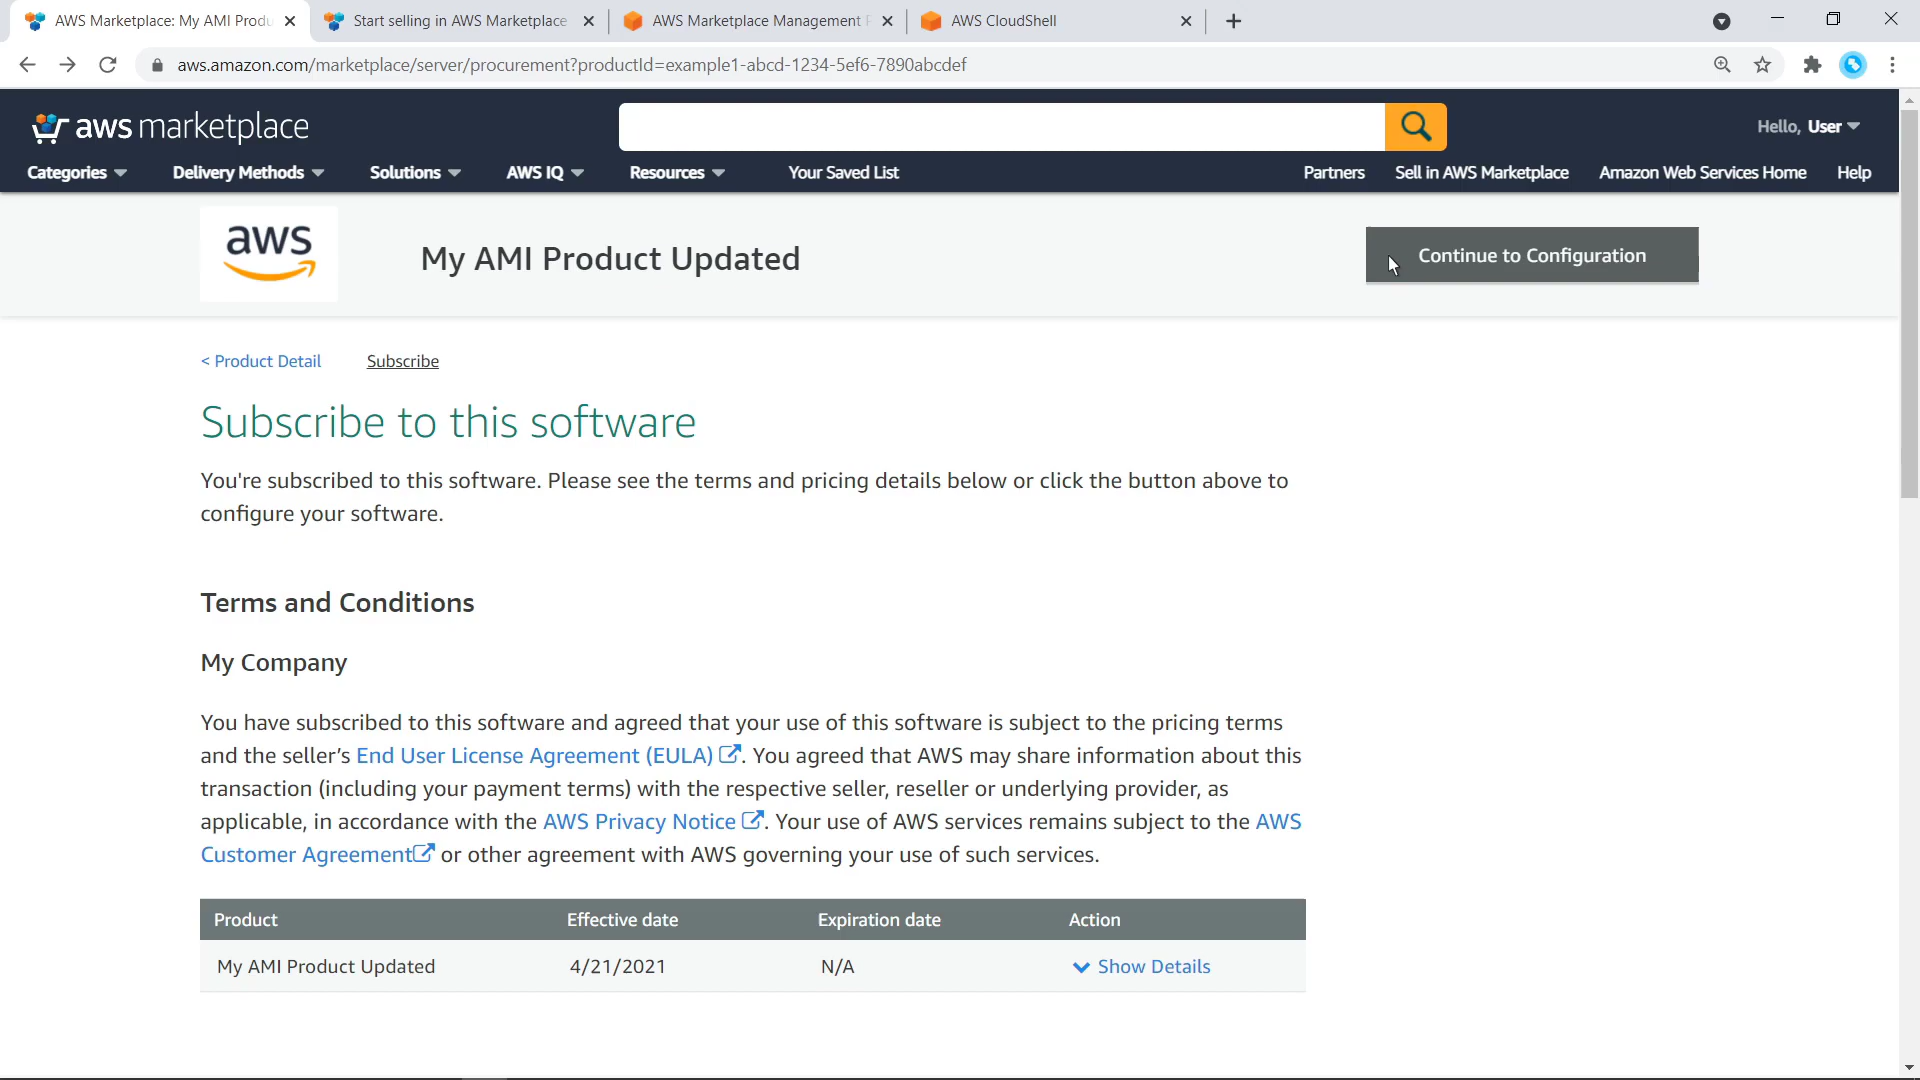 AWS Marketplace: My AMI Produ
Start selling in AWS Marketplace
AWS Marketplace Management
AWS CloudShell
aws.amazon.com/marketplace/server/procurement?productId=example1-abcd-1234-5ef6-7890abcdef
aws marketplace
Hello, User
Categories
Delivery Methods
Solutions
AWS IQ
Resources
Your Saved List
Partners
Sell in AWS Marketplace
Amazon Web Services Home
Help
aws
My AMI Product Updated
Continue to Configuration
< Product Detail
Subscribe
Subscribe to this software
You're subscribed to this software. Please see the terms and pricing details below or click the button above to
configure your software.
Terms and Conditions
My Company
You have subscribed to this software and agreed that your use of this software is subject to the pricing terms
and the seller’s End User License Agreement (EULA). You agreed that AWS may share information about this
transaction (including your payment terms) with the respective seller, reseller or underlying provider, as
applicable, in accordance with the AWS Privacy Notice. Your use of AWS services remains subject to the AWS
Customer Agreement or other agreement with AWS governing your use of such services.
Product Effective date Expiration date Action
My AMI Product Updated 4/21/2021 N/A Show Details